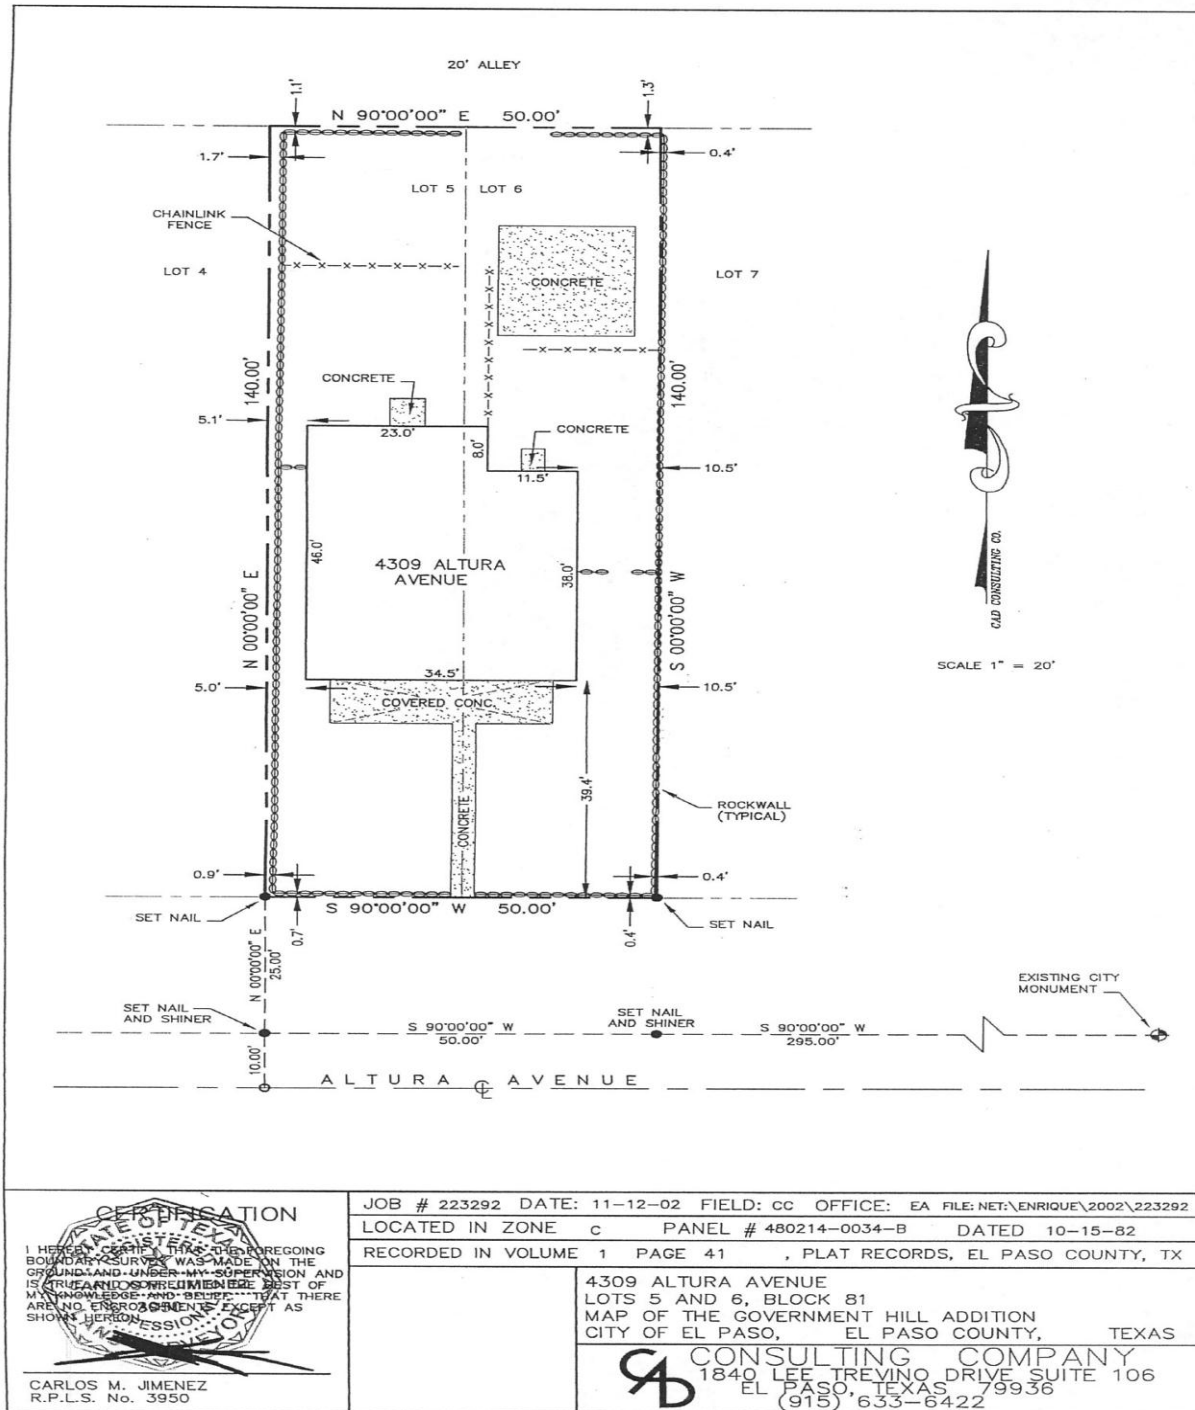 20' ALLEY
1.1'
1.3'
N 90°00'00" E 50.00'
1.7'
0.4'
LOT 5
LOT 6
CHAINLINK
FENCE
LOT 4
LOT 7
CONCRETE
140.00'
140.00'
CONCRETE
5.1'
23.0'
8.0'
CONCRETE
11.5'
10.5'
46.0'
4309 ALTURA
AVENUE
38.0'
N 00°00'00" E
S 00°00'00" W
CAD CONSULTING CO.
SCALE 1" = 20'
34.5'
5.0'
10.5'
COVERED CONC.
39.4'
CONCRETE
ROCKWALL
(TYPICAL)
0.9'
0.4'
S 90°00'00" W 50.00'
SET NAIL
SET NAIL
0.7'
0.4'
N 00°00'00" E
25.00'
EXISTING CITY
MONUMENT
SET NAIL
AND SHINER
S 90°00'00" W
50.00'
SET NAIL
AND SHINER
S 90°00'00" W
295.00'
10.00'
ALTURA ℄ AVENUE
CERTIFICATION
I HEREBY CERTIFY THAT THE FOREGOING
BOUNDARY SURVEY WAS MADE ON THE
GROUND AND UNDER MY SUPERVISION AND
IS TRUE AND CORRECT TO THE BEST OF
MY KNOWLEDGE AND BELIEF. THAT THERE
ARE NO ENCROACHMENTS EXCEPT AS
SHOWN HEREON.
STATE OF TEXAS
REGISTERED
CARLOS M. JIMENEZ
3950
PROFESSIONAL
LAND SURVEYOR
CARLOS M. JIMENEZ
R.P.L.S. No. 3950
JOB # 223292 DATE: 11-12-02 FIELD: CC OFFICE: EA FILE: NET:\ENRIQUE\2002\223292
LOCATED IN ZONE C PANEL # 480214-0034-B DATED 10-15-82
RECORDED IN VOLUME 1 PAGE 41 , PLAT RECORDS, EL PASO COUNTY, TX
4309 ALTURA AVENUE
LOTS 5 AND 6, BLOCK 81
MAP OF THE GOVERNMENT HILL ADDITION
CITY OF EL PASO, EL PASO COUNTY, TEXAS
CAD CONSULTING COMPANY
1840 LEE TREVINO DRIVE SUITE 106
EL PASO, TEXAS 79936
(915) 633-6422